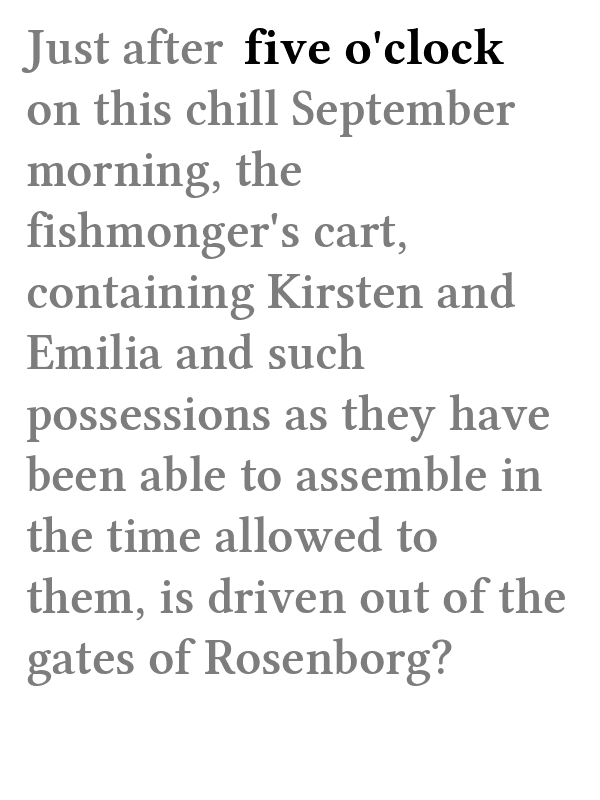 Just after five o'clock
on this chill September
morning, the
fishmonger's cart,
containing Kirsten and
Emilia and such
possessions as they have
been able to assemble in
the time allowed to
them, is driven out of the
gates of Rosenborg?